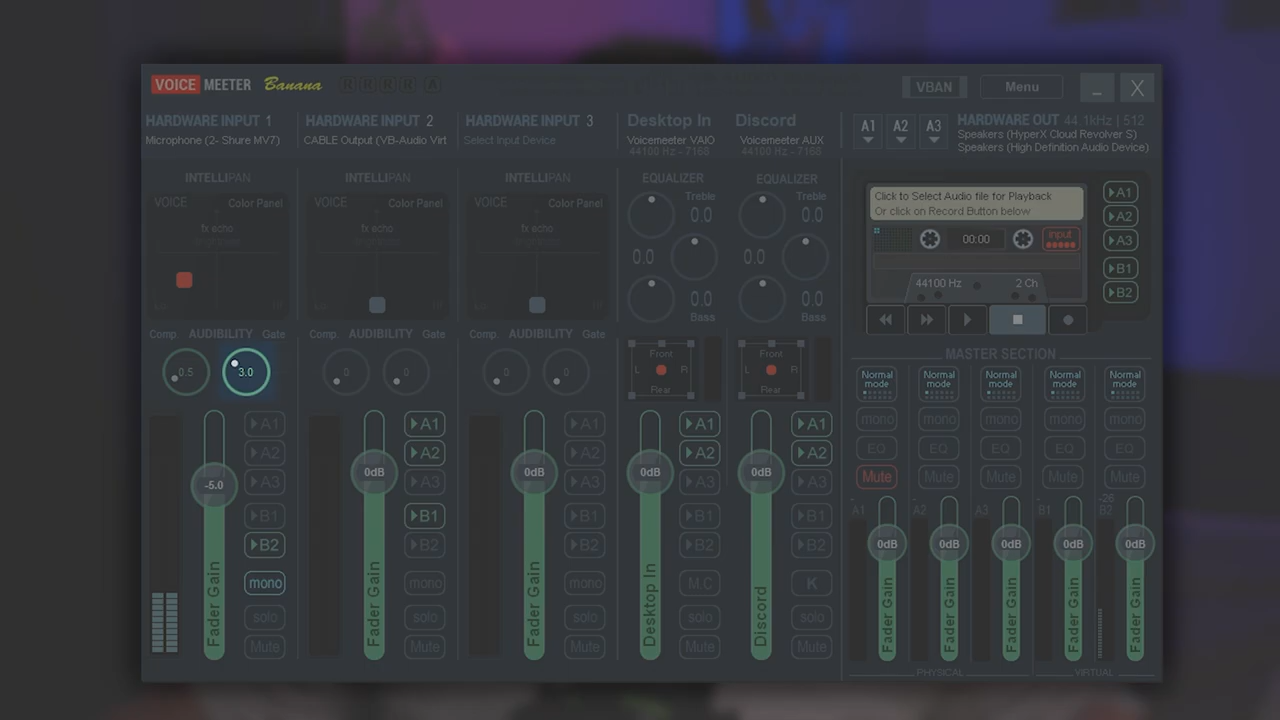 VOICE MEETER Banana R R R R A VBAN Menu _ X
HARDWARE INPUT 1 HARDWARE INPUT 2 HARDWARE INPUT 3 Desktop In Discord A1 A2 A3 HARDWARE OUT 44.1kHz | 512
Microphone (2- Shure MV7) CABLE Output (VB-Audio Virt Select Input Device Voicemeeter VAIO Voicemeeter AUX Speakers (HyperX Cloud Revolver S)
44100 Hz - 7168 44100 Hz - 7168 Speakers (High Definition Audio Device)
INTELLIPAN INTELLIPAN INTELLIPAN EQUALIZER EQUALIZER
VOICE Color Panel VOICE Color Panel VOICE Color Panel Treble Treble Click to Select Audio file for Playback A1
fx echo fx echo fx echo 0.0 0.0 Or click on Record Button below A2
0.0 0.0 00:00 input A3
0.0 0.0 44100 Hz 2 Ch B1
Bass Bass B2
Comp. AUDIBILITY Gate Comp. AUDIBILITY Gate Comp. AUDIBILITY Gate Front Front MASTER SECTION
0.5 3.0 0 0 0 0 L R L R Normal mode Normal mode Normal mode Normal mode Normal mode
Rear Rear
A1 A1 A1 A1 A1 mono mono mono mono mono
A2 A2 A2 A2 A2 EQ EQ EQ EQ EQ
-5.0 A3 0dB A3 0dB A3 0dB A3 0dB A3 Mute Mute Mute Mute Mute
B1 B1 B1 B1 B1 A1 A2 A3 B1 -26 B2
B2 B2 B2 B2 B2 0dB 0dB 0dB 0dB 0dB
mono mono mono M.C K
solo solo solo solo solo
Mute Mute Mute Mute Mute
Fader Gain Fader Gain Fader Gain Desktop In Discord Fader Gain Fader Gain Fader Gain Fader Gain Fader Gain
PHYSICAL VIRTUAL